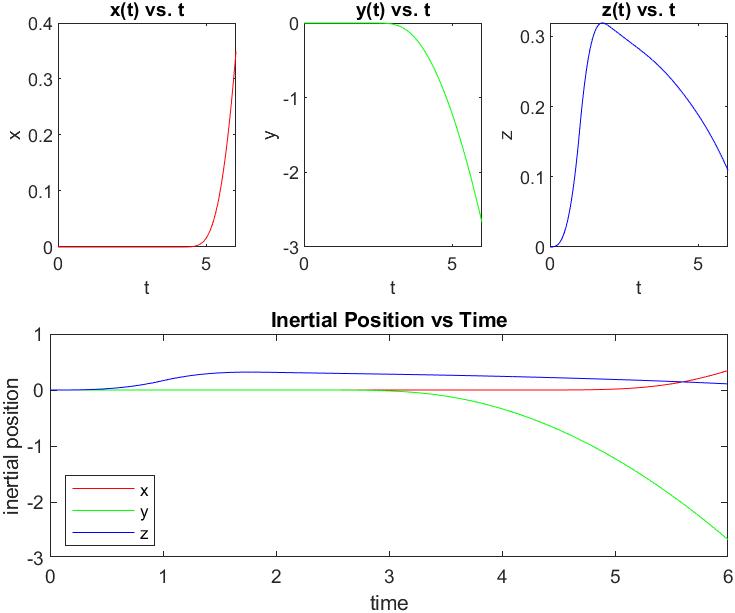 x(t) vs. t
y(t) vs. t
z(t) vs. t
0.4
0.3
0.2
0.1
0
x
0
5
t
0
-1
-2
-3
y
0
5
t
0.3
0.2
0.1
0
z
0
5
t
Inertial Position vs Time
1
0
-1
-2
-3
inertial position
x
y
z
0
1
2
3
4
5
6
time